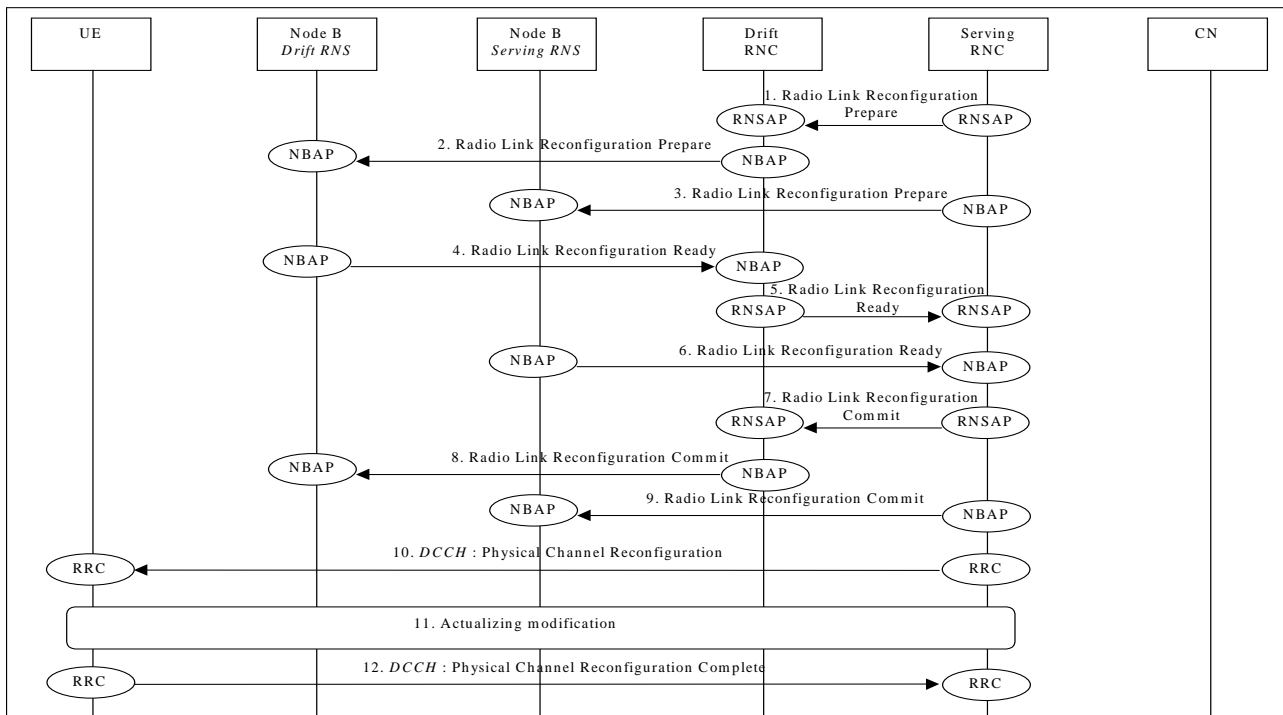 UE
Node B
Drift RNS
Node B
Serving RNS
Drift
RNC
Serving
RNC
CN
1. Radio Link Reconfiguration
Prepare
RNSAP
RNSAP
2. Radio Link Reconfiguration Prepare
NBAP
NBAP
3. Radio Link Reconfiguration Prepare
NBAP
NBAP
4. Radio Link Reconfiguration Ready
NBAP
NBAP
5. Radio Link Reconfiguration
Ready
RNSAP
RNSAP
6. Radio Link Reconfiguration Ready
NBAP
NBAP
7. Radio Link Reconfiguration
Commit
RNSAP
RNSAP
8. Radio Link Reconfiguration Commit
NBAP
NBAP
9. Radio Link Reconfiguration Commit
NBAP
NBAP
10. DCCH : Physical Channel Reconfiguration
RRC
RRC
11. Actualizing modification
12. DCCH : Physical Channel Reconfiguration Complete
RRC
RRC